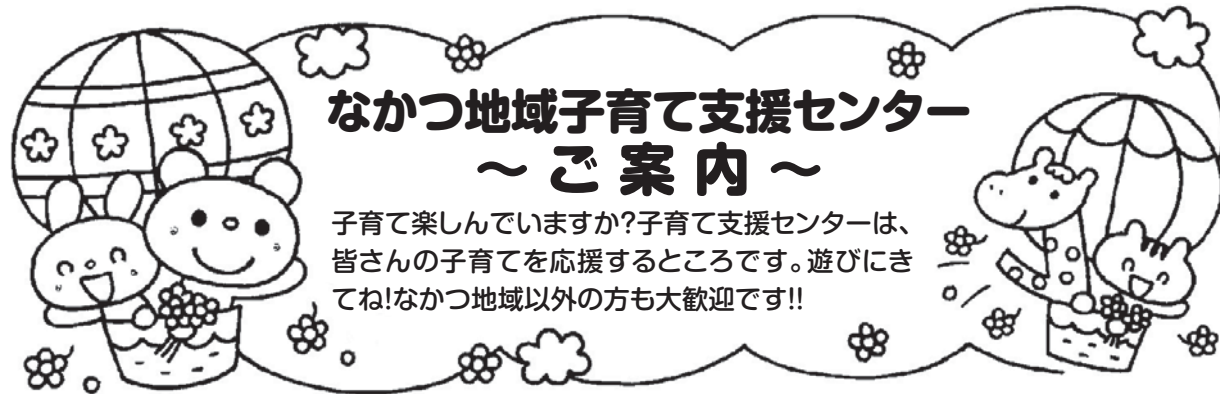 なかつ地域子育て支援センター
～ご案内～
子育て楽しんでいますか?子育て支援センターは、
皆さんの子育てを応援するところです。遊びにき
てね!なかつ地域以外の方も大歓迎です!!